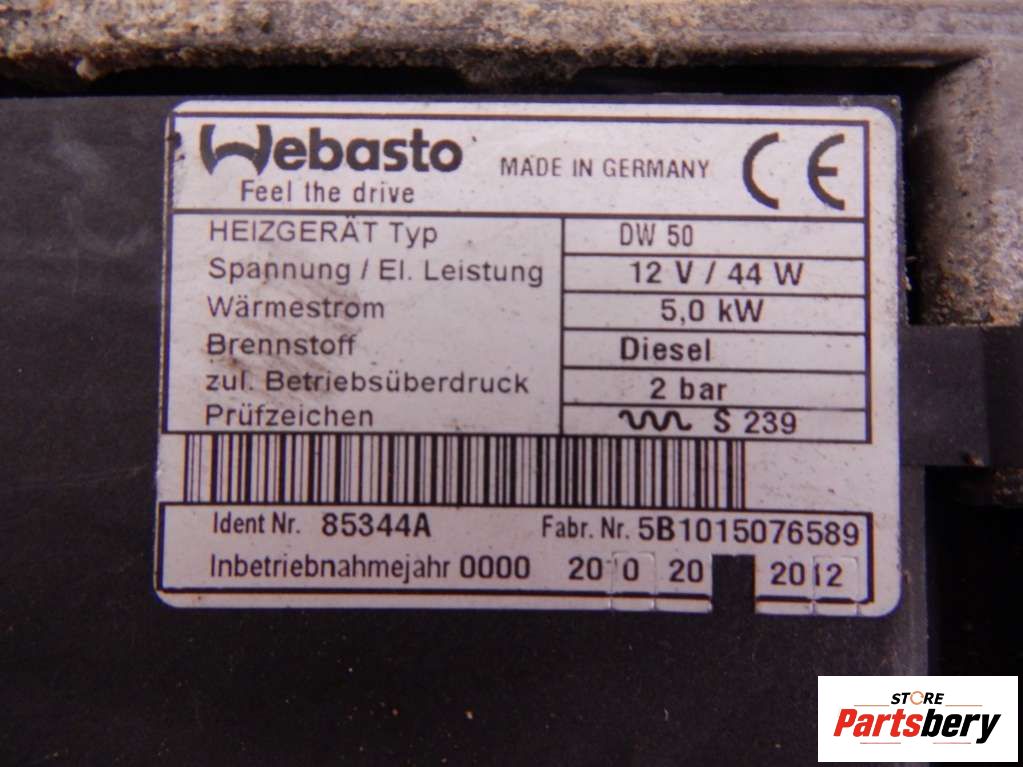 Webasto
Feel the drive
MADE IN GERMANY
CE
HEIZGERÄT Typ DW 50
Spannung / El. Leistung 12 V / 44 W
Wärmestrom 5,0 kW
Brennstoff Diesel
zul. Betriebsüberdruck 2 bar
Prüfzeichen S 239
Ident Nr. 85344A Fabr. Nr. 5B1015076589
Inbetriebnahmejahr 0000 2010 20 2012
STORE
Partsbery